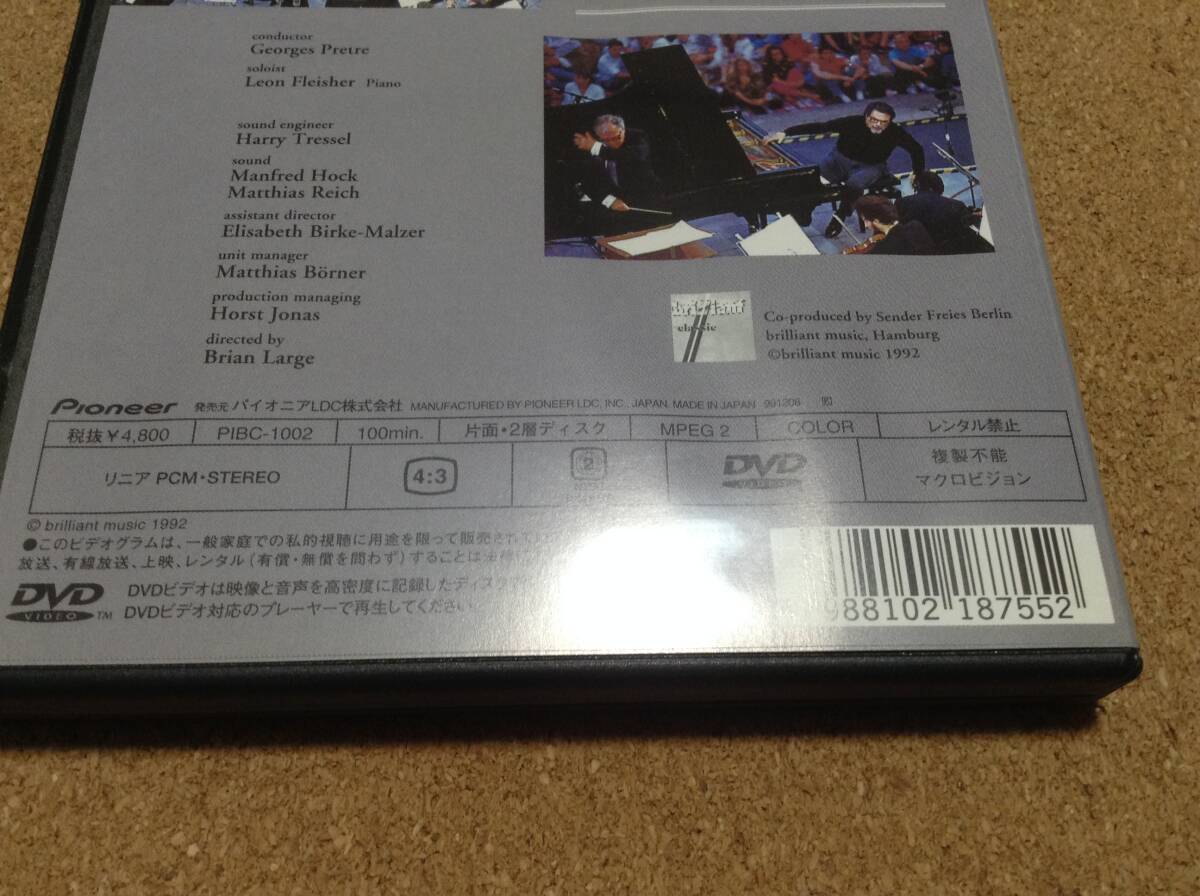 conductor
Georges Pretre
soloist
Leon Fleisher Piano
sound engineer
Harry Tressel
sound
Manfred Hock
Matthias Reich
assistant director
Elisabeth Birke-Malzer
unit manager
Matthias Börner
production managing
Horst Jonas
directed by
Brian Large
brilliant
classic
Co-produced by Sender Freies Berlin
brilliant music, Hamburg
©brilliant music 1992
Pioneer 発売元 パイオニアLDC株式会社 MANUFACTURED BY PIONEER LDC, INC., JAPAN. MADE IN JAPAN 991208
税抜¥4,800 PIBC-1002 100min. 片面・2層ディスク MPEG 2 COLOR レンタル禁止
リニア PCM・STEREO 4:3 2 DVD 複製不能
マクロビジョン
© brilliant music 1992
●このビデオグラムは、一般家庭での私的視聴に用途を限って販売され
放送、有線放送、上映、レンタル(有償・無償を問わず)することは法律
DVD VIDEO ™ DVDビデオは映像と音声を高密度に記録したディスク
DVDビデオ対応のプレーヤーで再生してください
988102 187552